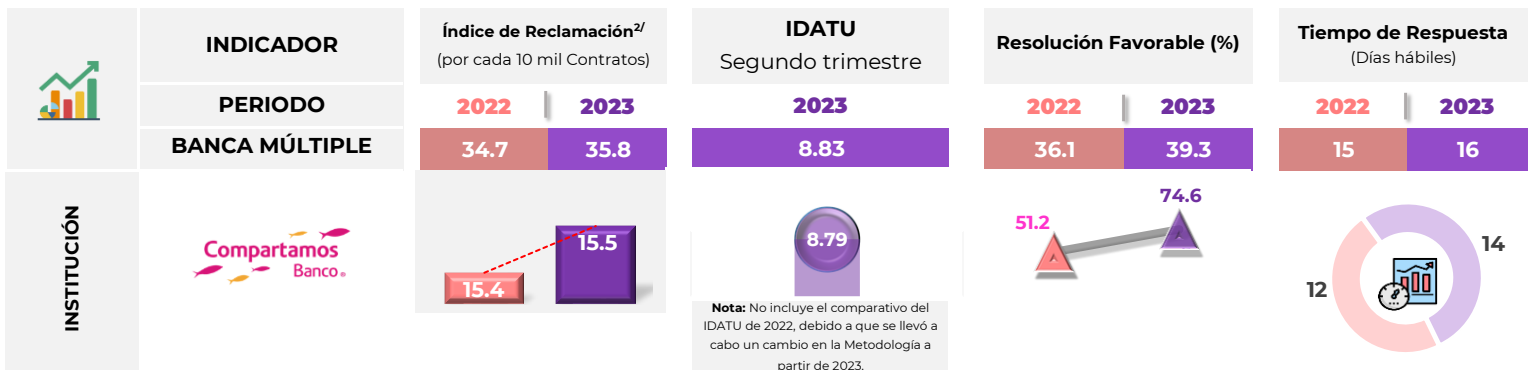 INDICADOR
Índice de Reclamación²/
(por cada 10 mil Contratos)
IDATU
Segundo trimestre
Resolución Favorable (%)
Tiempo de Respuesta
(Días hábiles)
PERIODO
2022 2023
2023
2022 2023
2022 2023
BANCA MÚLTIPLE
34.7 35.8
8.83
36.1 39.3
15 16
INSTITUCIÓN
Compartamos
Banco
15.4
15.5
8.79
Nota: No incluye el comparativo del
IDATU de 2022, debido a que se llevó a
cabo un cambio en la Metodología a
partir de 2023.
51.2
74.6
12
14